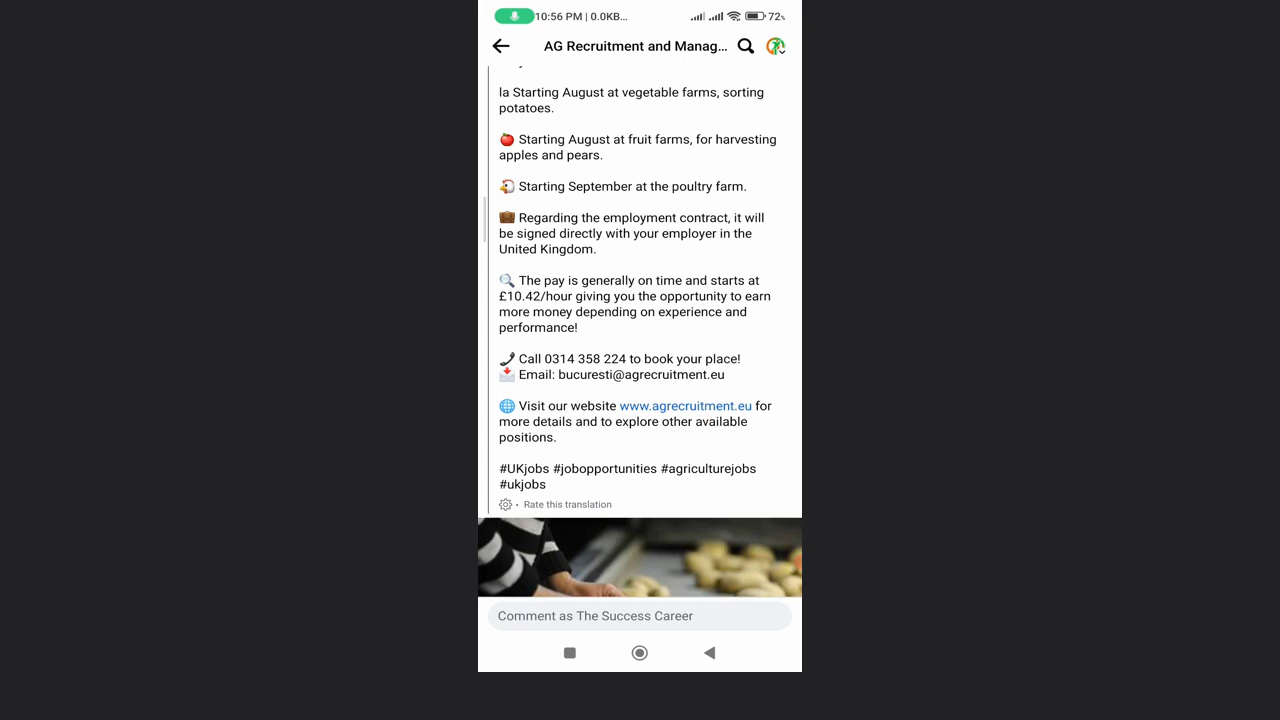 10:56 PM | 0.0KB...
72%
AG Recruitment and Manag...
la Starting August at vegetable farms, sorting
potatoes.
🍎 Starting August at fruit farms, for harvesting
apples and pears.
🐔 Starting September at the poultry farm.
💼 Regarding the employment contract, it will
be signed directly with your employer in the
United Kingdom.
🔍 The pay is generally on time and starts at
£10.42/hour giving you the opportunity to earn
more money depending on experience and
performance!
📞 Call 0314 358 224 to book your place!
📩 Email: bucuresti@agrecruitment.eu
🌐 Visit our website www.agrecruitment.eu for
more details and to explore other available
positions.
#UKjobs #jobopportunities #agriculturejobs
#ukjobs
· Rate this translation
Comment as The Success Career